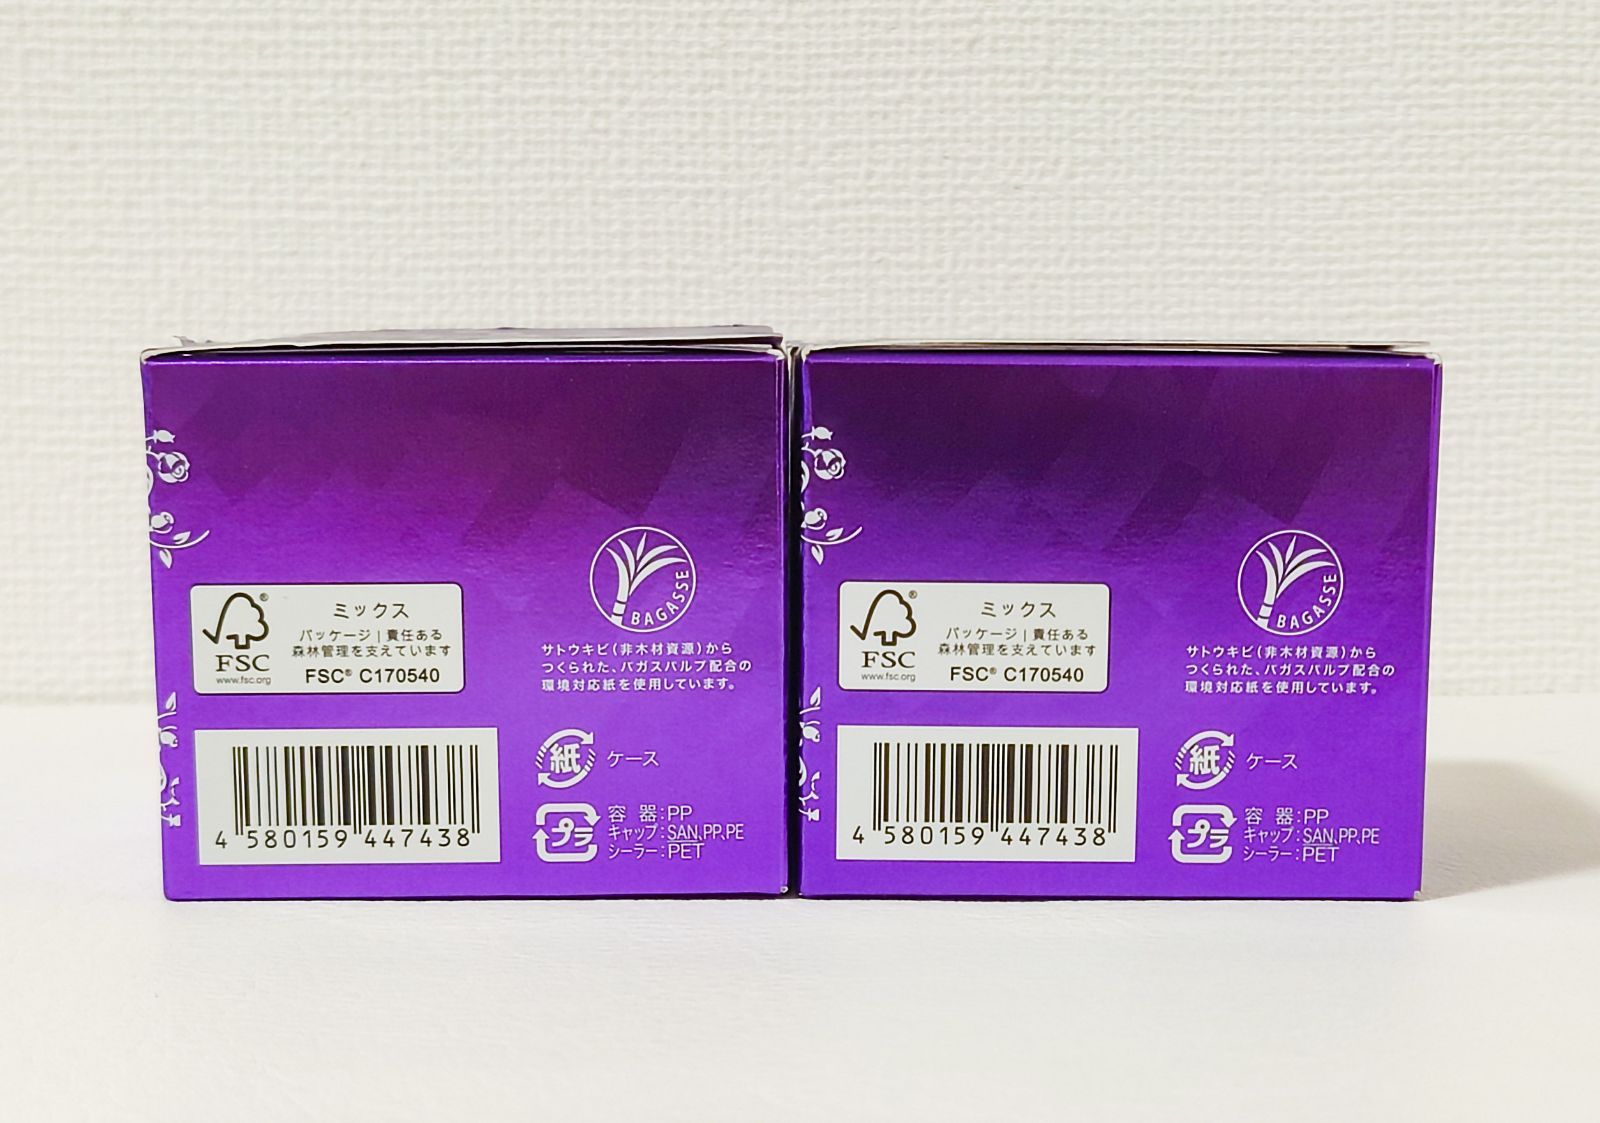 BAGASSE
サトウキビ(非木材資源)から
つくられた、バガスパルプ配合の
環境対応紙を使用しています。
®
FSC
www.fsc.org
ミックス
パッケージ | 責任ある
森林管理を支えています
FSC® C170540
4 580159 447438
紙 ケース
プラ
容 器:PP
キャップ:SAN、PP、PE
シーラー:PET
BAGASSE
サトウキビ(非木材資源)から
つくられた、バガスパルプ配合の
環境対応紙を使用しています。
®
FSC
www.fsc.org
ミックス
パッケージ | 責任ある
森林管理を支えています
FSC® C170540
4 580159 447438
紙 ケース
プラ
容 器:PP
キャップ:SAN、PP、PE
シーラー:PET